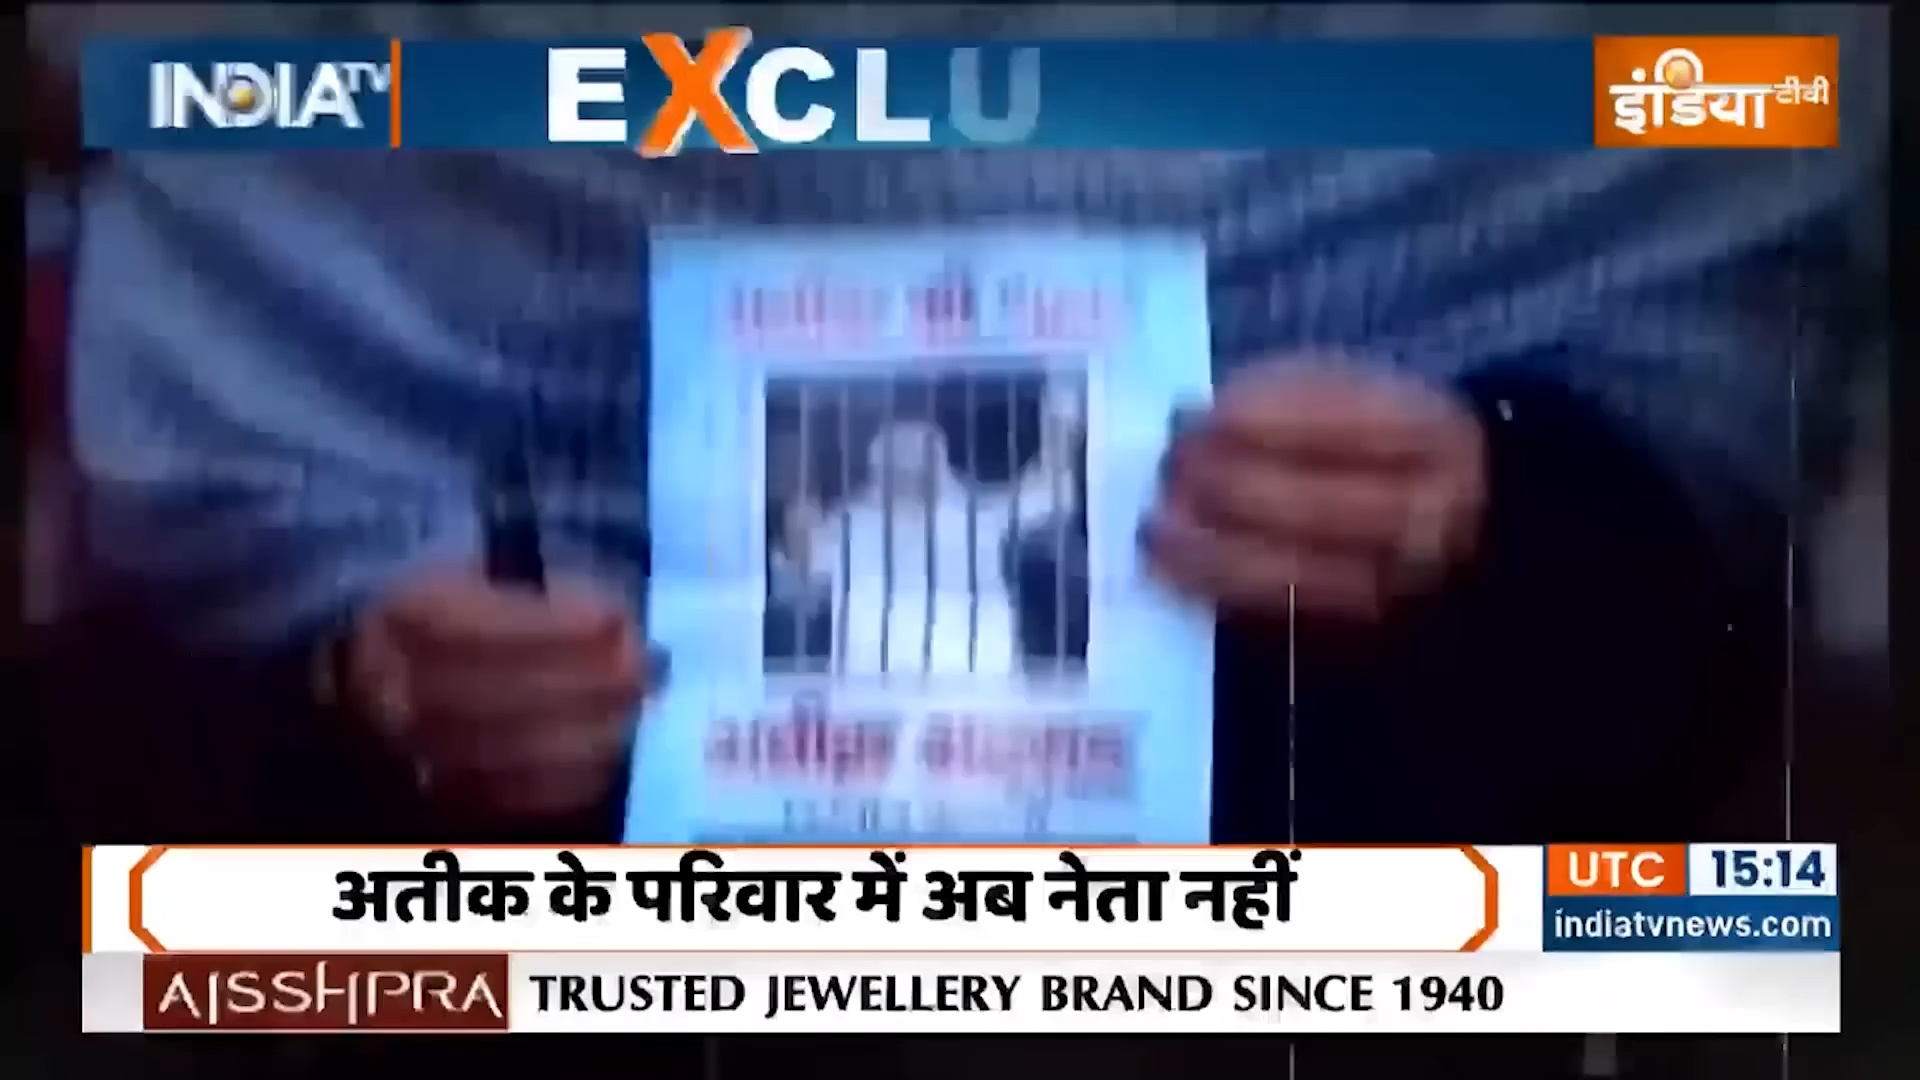 INDIA TV
EXCLU
इंडिया टीवी
अतीक के परिवार में अब नेता नहीं
UTC 15:14
indiatvnews.com
AISSHPRA TRUSTED JEWELLERY BRAND SINCE 1940